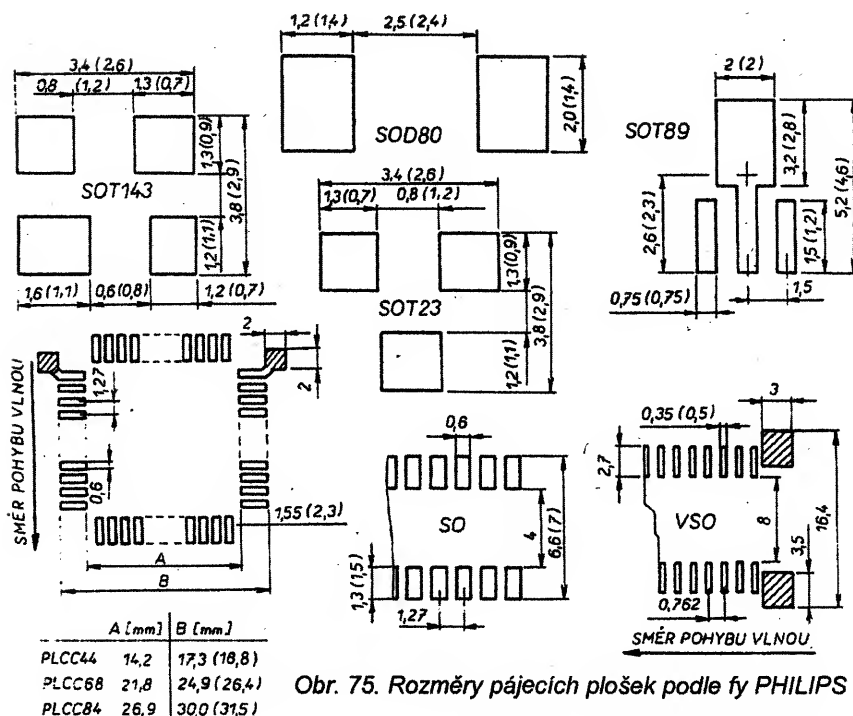 3,4 (2,6)
0,8 (1,2) 1,3 (0,7)
1,3 (0,9)
3,8 (2,9)
1,2 (1,1)
SOT143
1,6 (1,1) 0,6 (0,8) 1,2 (0,7)
1,2 (1,4) 2,5 (2,4)
2,0 (1,4)
SOD80
3,4 (2,6)
1,3 (0,7) 0,8 (1,2)
1,3 (0,9)
3,8 (2,9)
1,2 (1,1)
SOT23
2 (2)
SOT89
3,2 (2,8)
5,2 (4,6)
2,6 (2,3)
1,5 (1,2)
0,75 (0,75)
1,5
SMĚR POHYBU VLNOU
2
2
1,27
0,6
1,55 (2,3)
A
B
0,6
SO
4
6,6 (7)
1,3 (1,5)
1,27
0,35 (0,5)
3
2,7
VSO
8
16,4
3,5
0,762
SMĚR POHYBU VLNOU
A [mm] B [mm]
PLCC44 14,2 17,3 (18,8)
PLCC68 21,8 24,9 (26,4)
PLCC84 26,9 30,0 (31,5)
Obr. 75. Rozměry pájecích plošek podle fy PHILIPS